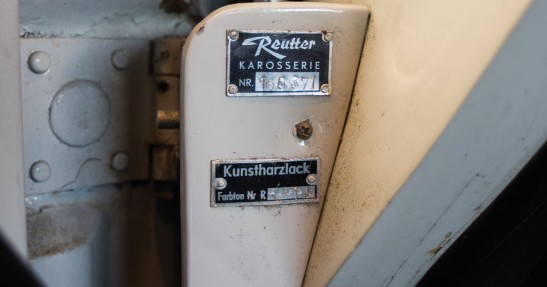 Reutter
KAROSSERIE
NR.
Kunstharzlack
Farbton Nr R